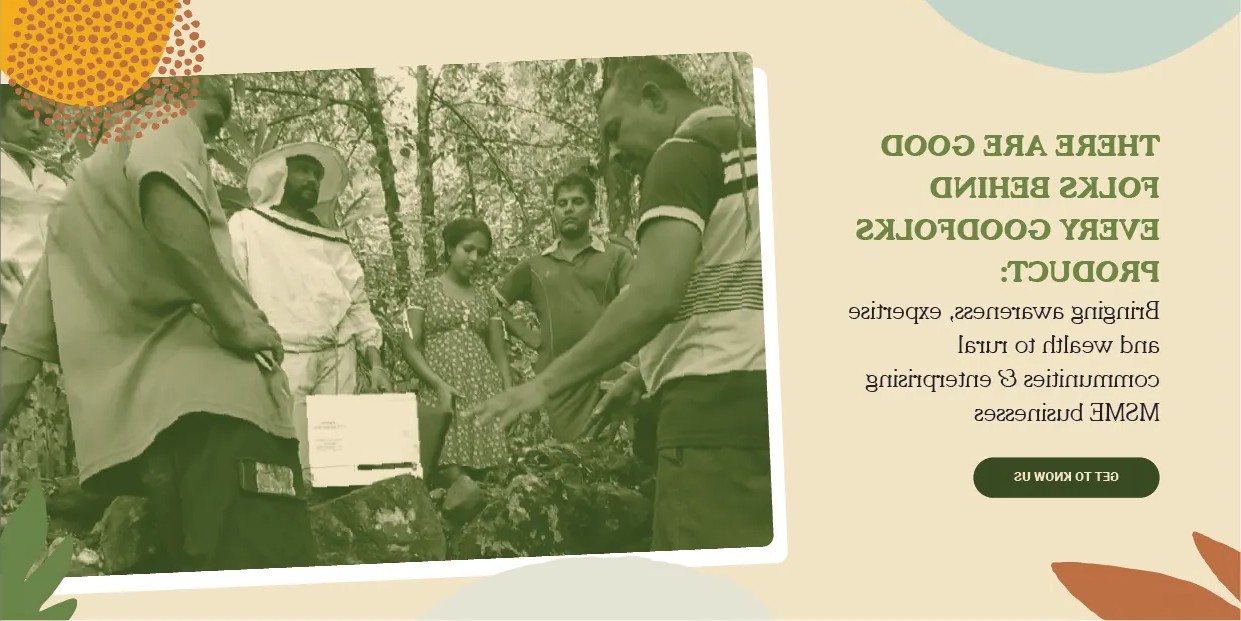 THERE ARE GOOD
FOLKS BEHIND
EVERY GOODFOLKS
PRODUCT:
Bringing awareness, expertise
and wealth to rural
communities & enterprising
MSME businesses
GET TO KNOW US